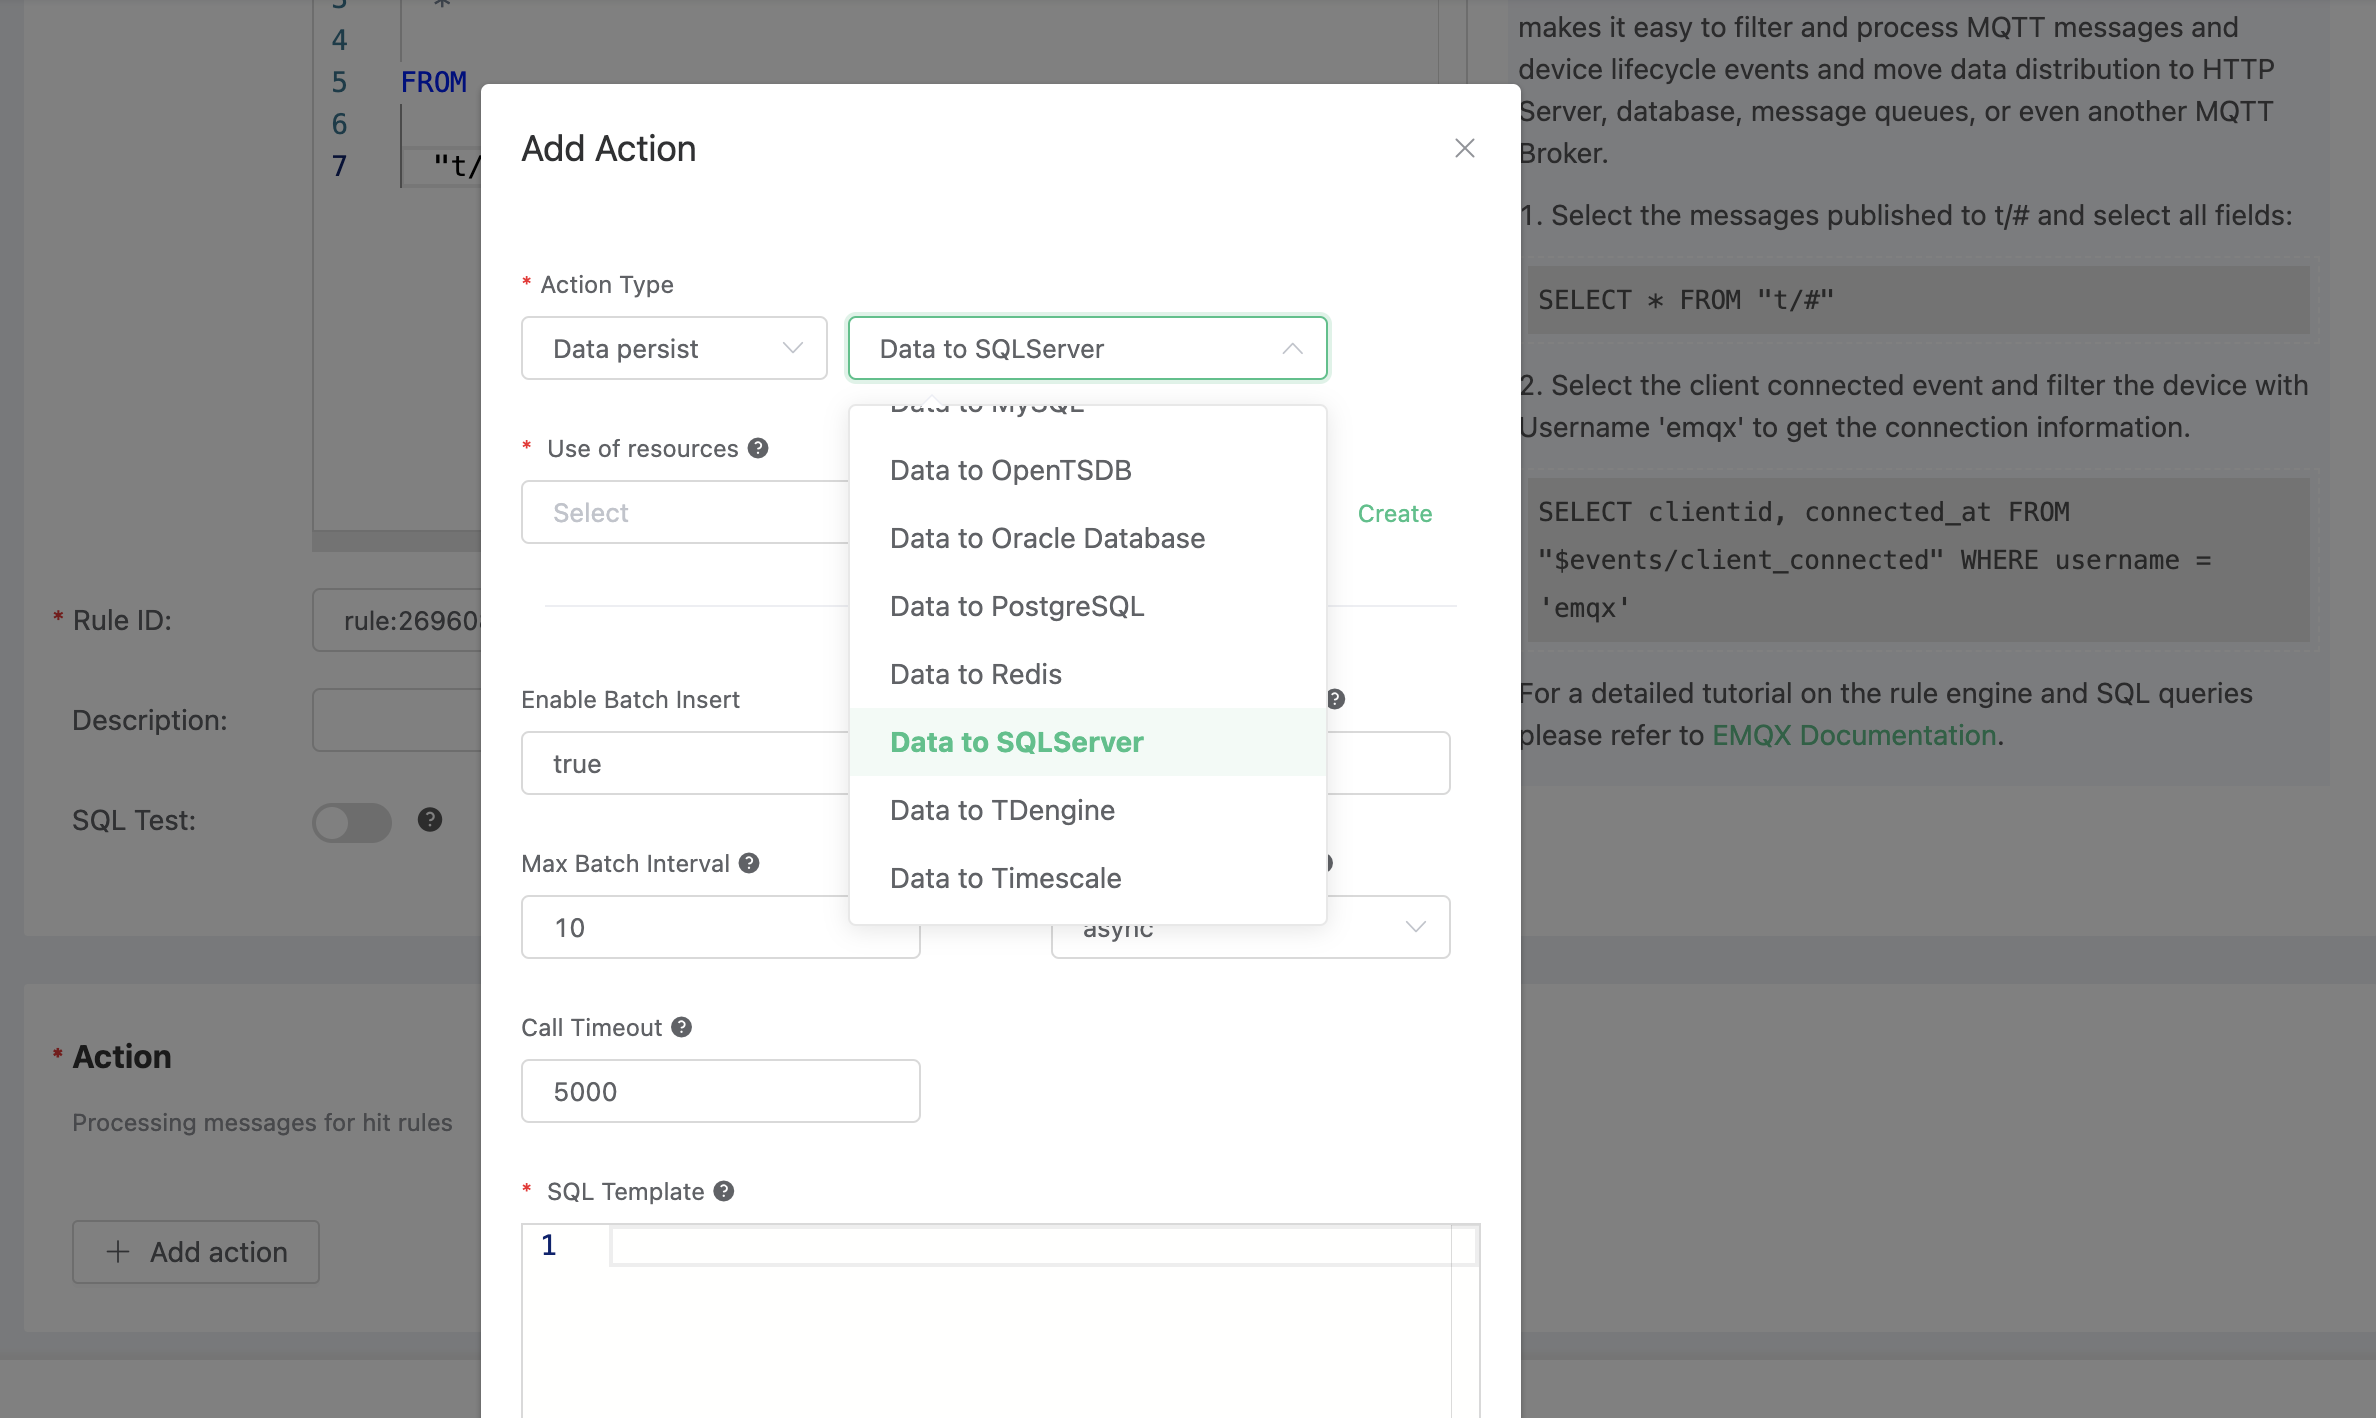 4
5 FROM
6
7 "t/
makes it easy to filter and process MQTT messages and
device lifecycle events and move data distribution to HTTP
Server, database, message queues, or even another MQTT
Broker.
1. Select the messages published to t/# and select all fields:
SELECT * FROM "t/#"
2. Select the client connected event and filter the device with
Username 'emqx' to get the connection information.
SELECT clientid, connected_at FROM
"$events/client_connected" WHERE username =
'emqx'
For a detailed tutorial on the rule engine and SQL queries
please refer to EMQX Documentation.
* Rule ID:
rule:26960
Description:
SQL Test:
* Action
Processing messages for hit rules
+ Add action
Add Action
* Action Type
Data persist
Data to SQLServer
* Use of resources
Select
Create
Data to MySQL
Data to OpenTSDB
Data to Oracle Database
Data to PostgreSQL
Data to Redis
Data to SQLServer
Data to TDengine
Data to Timescale
Enable Batch Insert
true
Max Batch Interval
10
async
Call Timeout
5000
* SQL Template
1